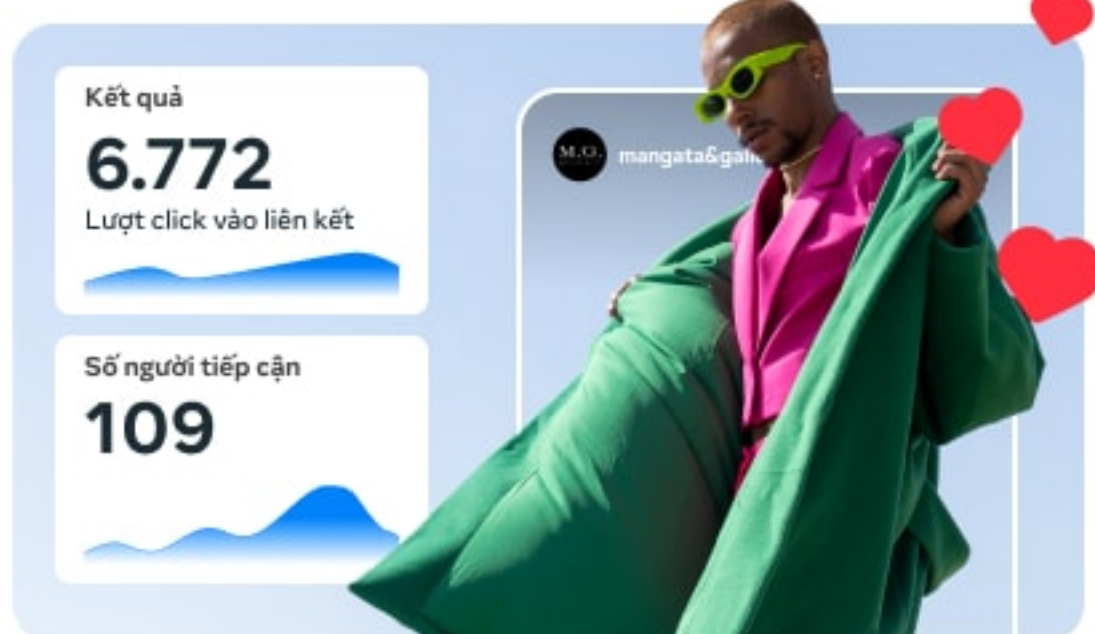 Kết quả
6.772
Lượt click vào liên kết
Số người tiếp cận
109
M.G.